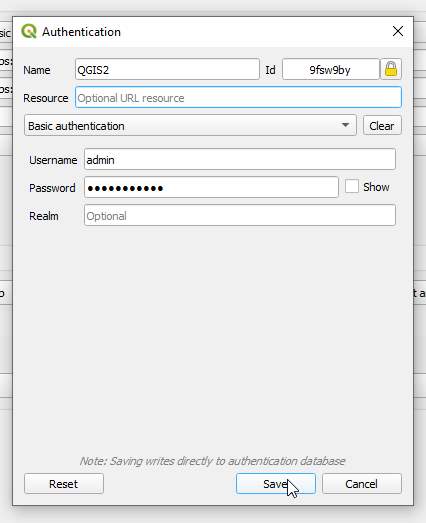 Authentication
Name QGIS2 Id 9fsw9by
Resource Optional URL resource
Basic authentication Clear
Username admin
Password ●●●●●●●●●●● Show
Realm Optional
Note: Saving writes directly to authentication database
Reset Save Cancel